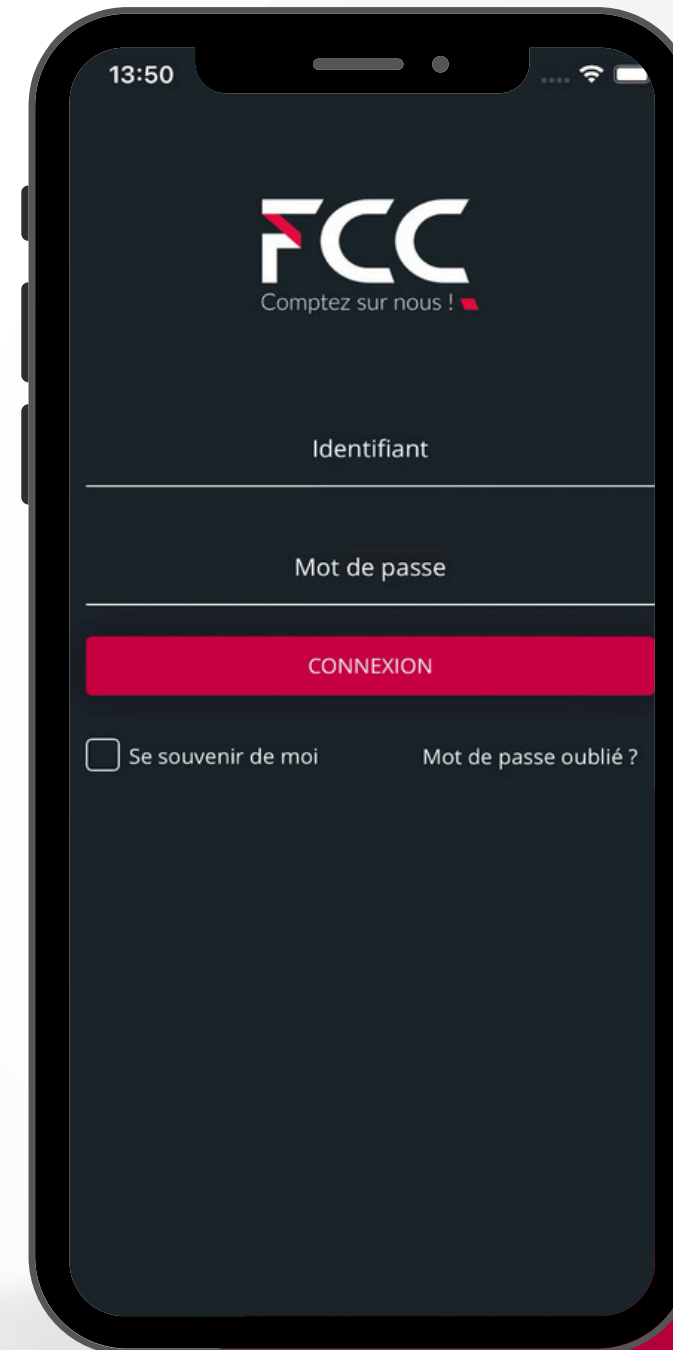 13:50
FCC
Comptez sur nous !
Identifiant
Mot de passe
CONNEXION
Se souvenir de moi
Mot de passe oublié ?